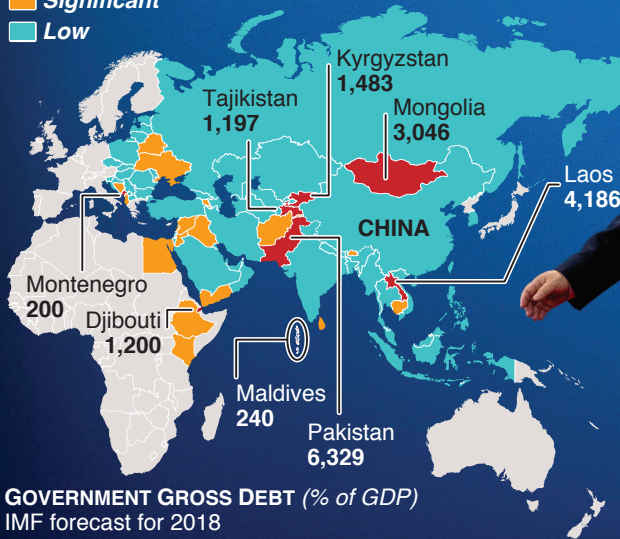 Significant
Low
Kyrgyzstan
1,483
Tajikistan
1,197
Mongolia
3,046
Laos
4,186
CHINA
Montenegro
200
Djibouti
1,200
Maldives
240
Pakistan
6,329
GOVERNMENT GROSS DEBT (% of GDP)
IMF forecast for 2018